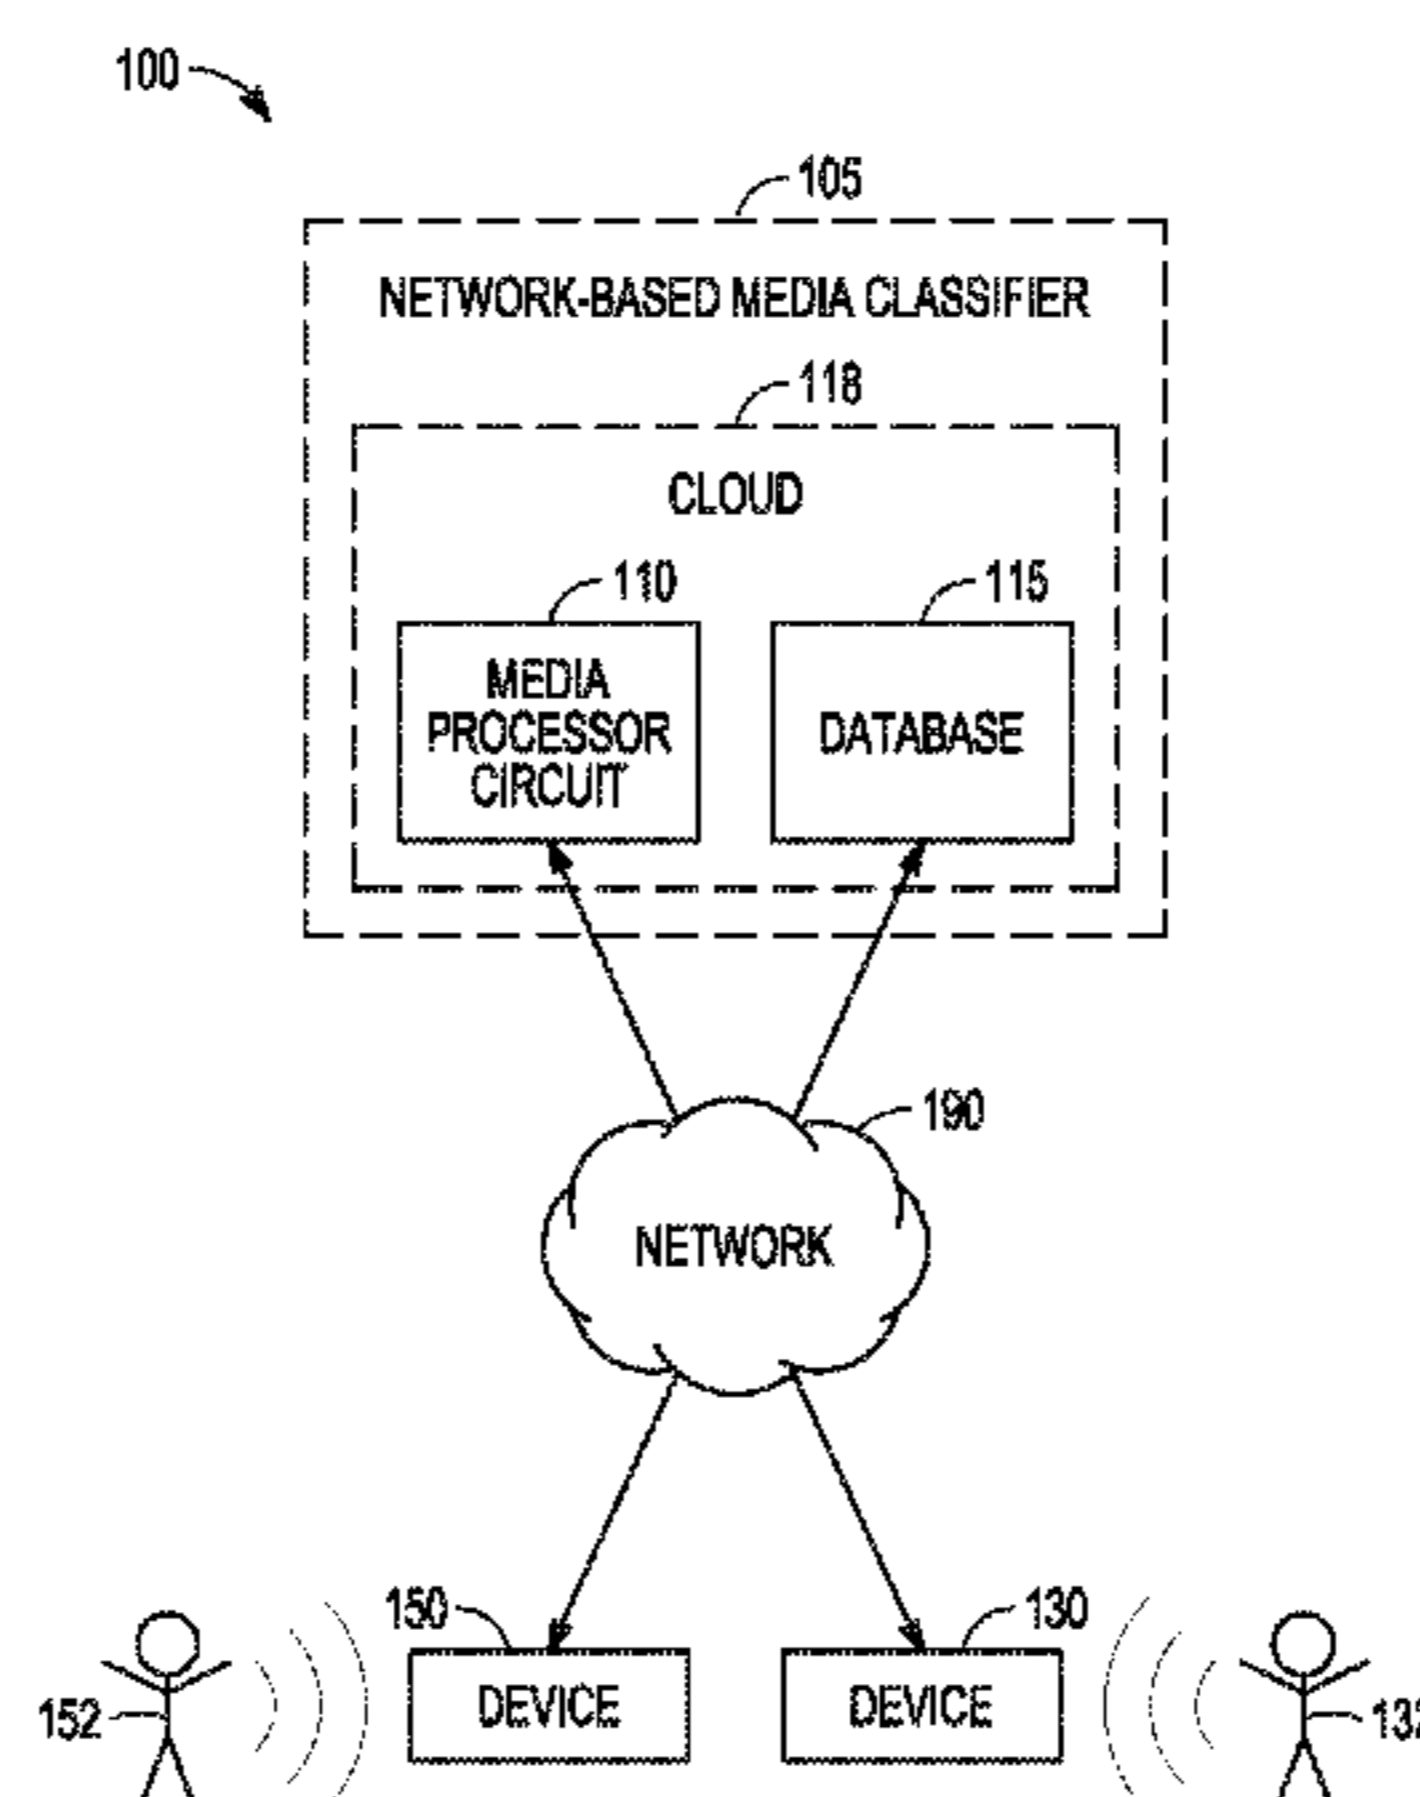 100
105
NETWORK-BASED MEDIA CLASSIFIER
118
CLOUD
110
115
MEDIA
PROCESSOR
CIRCUIT
DATABASE
190
NETWORK
150
130
DEVICE
DEVICE
152
132